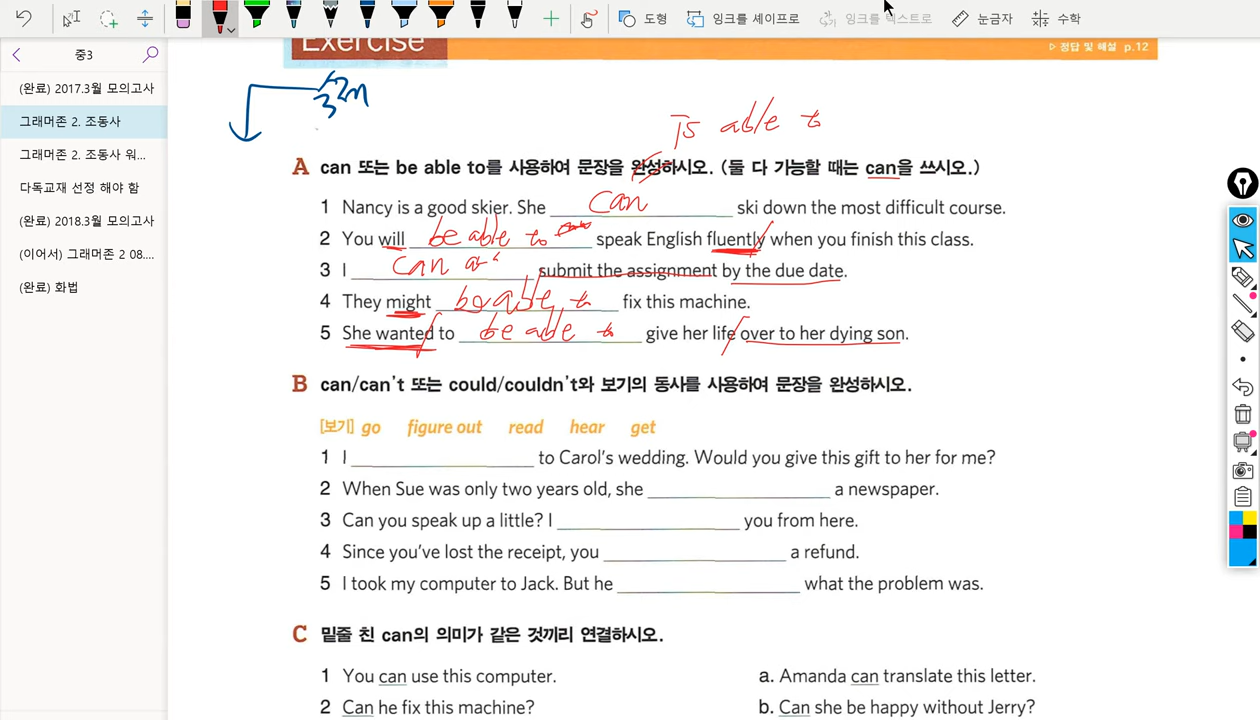 도형
잉크를 셰이프로
잉크를 텍스트로
눈금자
수학
중3
(완료) 2017.3월 모의고사
그래머존 2. 조동사
그래머존 2. 조동사 워...
다독교재 선정 해야 함
(완료) 2018.3월 모의고사
(이어서) 그래머존 2 08....
(완료) 화법
Exercise
▷ 정답 및 해설 p.12
is able to
A can 또는 be able to를 사용하여 문장을 완성하시오. (둘 다 가능할 때는 can을 쓰시오.)
1 Nancy is a good skier. She can ski down the most difficult course.
2 You will be able to speak English fluently when you finish this class.
3 I can submit the assignment by the due date.
4 They might be able to fix this machine.
5 She wanted to be able to give her life over to her dying son.
B can/can't 또는 could/couldn't와 보기의 동사를 사용하여 문장을 완성하시오.
[보기] go figure out read hear get
1 I ____ to Carol's wedding. Would you give this gift to her for me?
2 When Sue was only two years old, she ____ a newspaper.
3 Can you speak up a little? I ____ you from here.
4 Since you've lost the receipt, you ____ a refund.
5 I took my computer to Jack. But he ____ what the problem was.
C 밑줄 친 can의 의미가 같은 것끼리 연결하시오.
1 You can use this computer. a. Amanda can translate this letter.
2 Can he fix this machine? b. Can she be happy without Jerry?